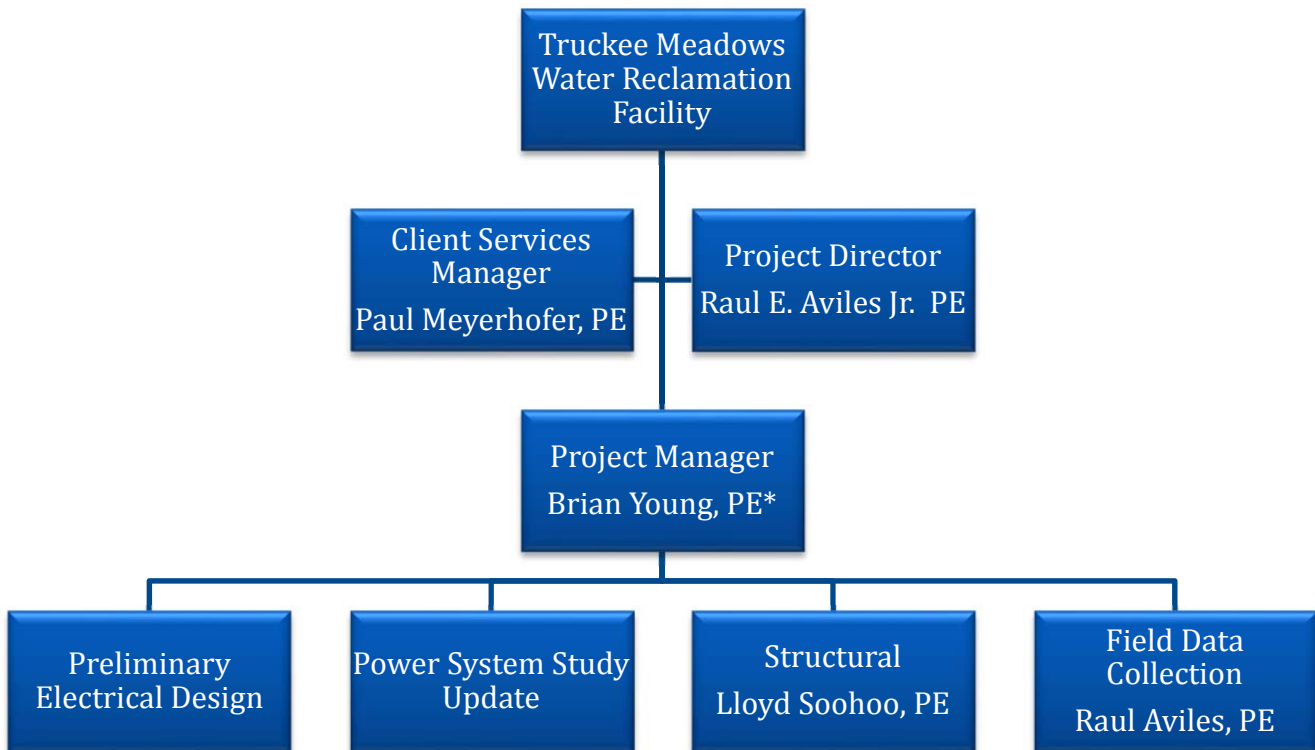 Truckee Meadows
Water Reclamation
Facility
Client Services
Manager
Paul Meyerhofer, PE
Project Director
Raul E. Aviles Jr. PE
Project Manager
Brian Young, PE*
Preliminary
Electrical Design
Power System Study
Update
Structural
Lloyd Soohoo, PE
Field Data
Collection
Raul Aviles, PE